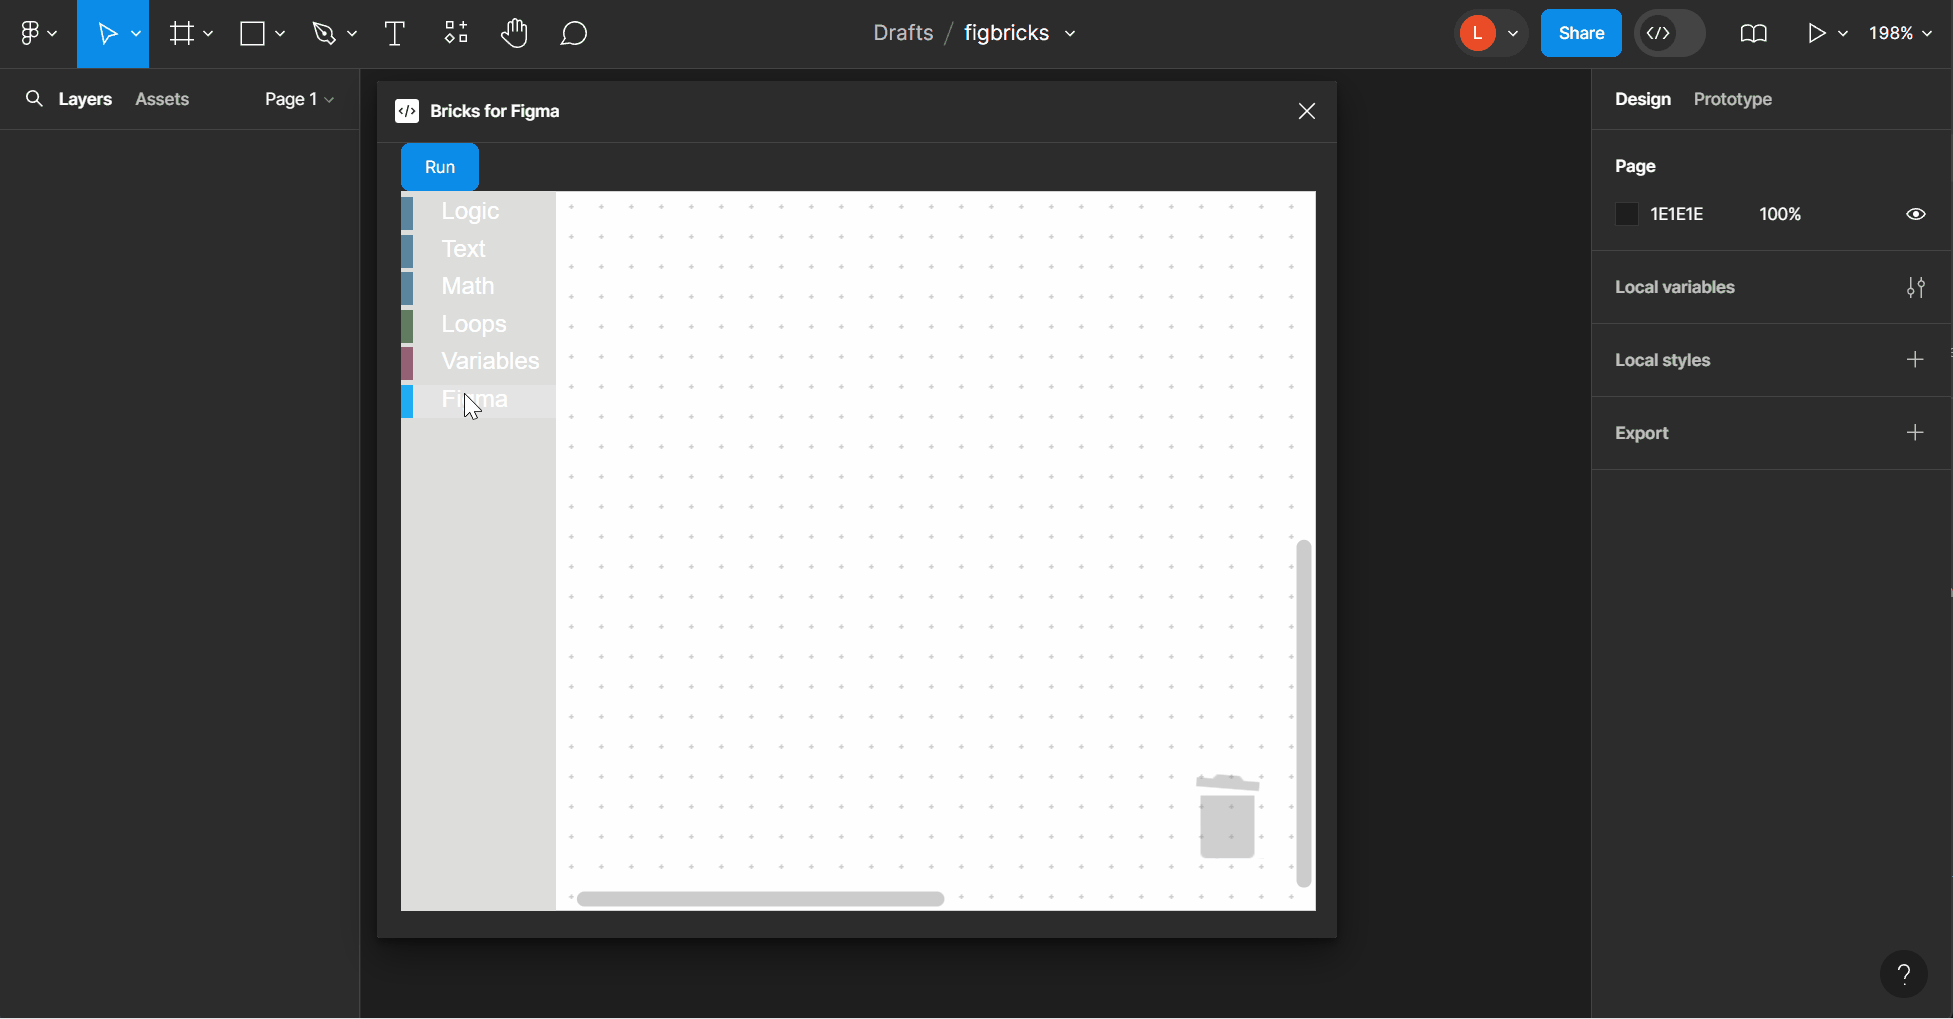 Drafts / figbricks
L
Share
198%
Layers Assets Page 1
Bricks for Figma
Design Prototype
Run
Page
1E1E1E 100%
Logic
Text
Math
Loops
Variables
Figma
Local variables
Local styles
Export
?